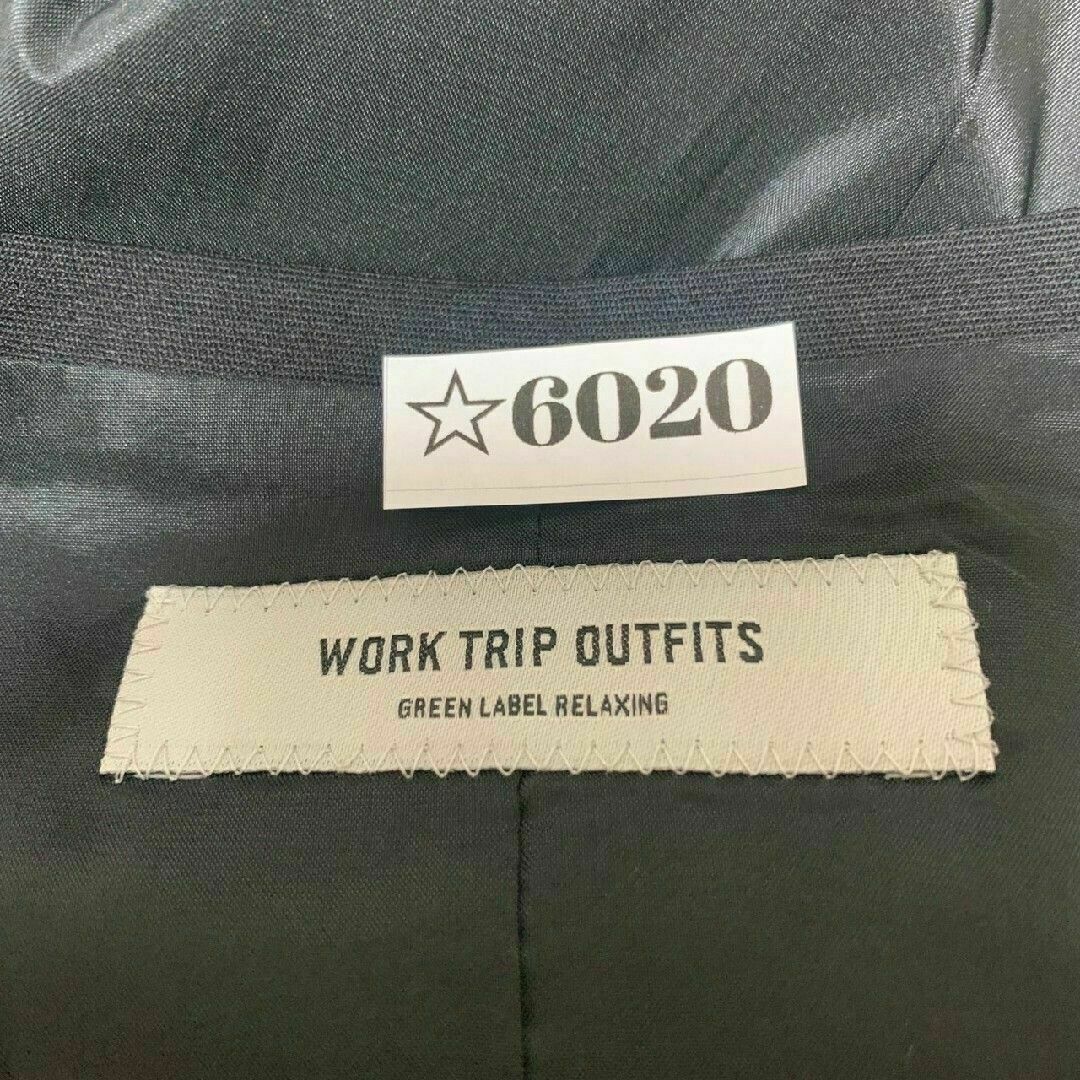 ☆6020
WORK TRIP OUTFITS
GREEN LABEL RELAXING